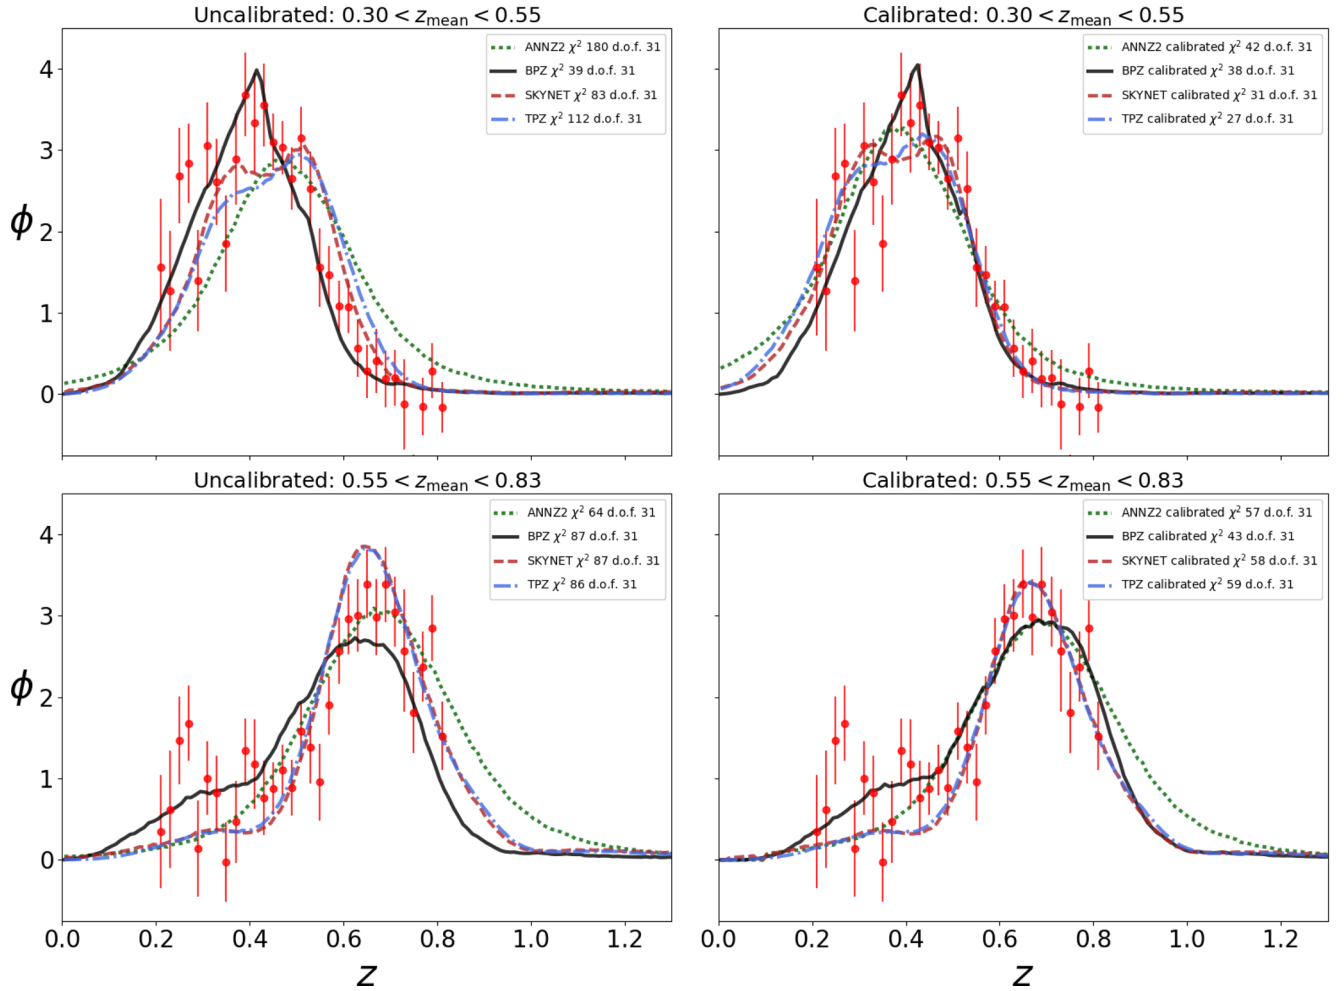 Uncalibrated: 0.30 < z_mean < 0.55
ANNZ2 χ² 180 d.o.f. 31
BPZ χ² 39 d.o.f. 31
SKYNET χ² 83 d.o.f. 31
TPZ χ² 112 d.o.f. 31
4
3
2
1
0
ϕ
Calibrated: 0.30 < z_mean < 0.55
ANNZ2 calibrated χ² 42 d.o.f. 31
BPZ calibrated χ² 38 d.o.f. 31
SKYNET calibrated χ² 31 d.o.f. 31
TPZ calibrated χ² 27 d.o.f. 31
Uncalibrated: 0.55 < z_mean < 0.83
ANNZ2 χ² 64 d.o.f. 31
BPZ χ² 87 d.o.f. 31
SKYNET χ² 87 d.o.f. 31
TPZ χ² 86 d.o.f. 31
4
3
2
1
0
ϕ
0.0 0.2 0.4 0.6 0.8 1.0 1.2
z
Calibrated: 0.55 < z_mean < 0.83
ANNZ2 calibrated χ² 57 d.o.f. 31
BPZ calibrated χ² 43 d.o.f. 31
SKYNET calibrated χ² 58 d.o.f. 31
TPZ calibrated χ² 59 d.o.f. 31
0.0 0.2 0.4 0.6 0.8 1.0 1.2
z